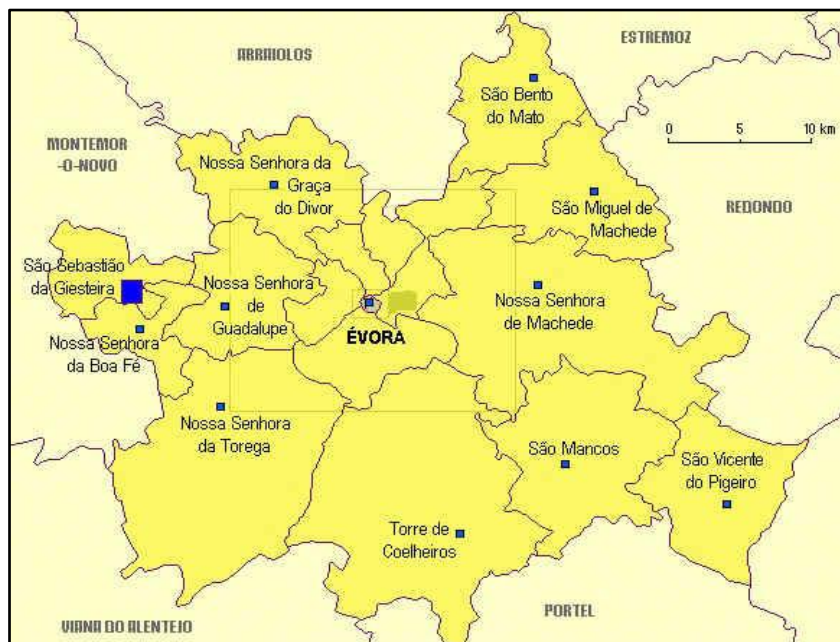 ESTREMOZ
ARRAIOLOS
São Bento
do Mato
0 5 10 km
MONTEMOR
-O-NOVO
Nossa Senhora da
Graça
do Divor
São Miguel de
Machede
REDONDO
São Sebastião
da Giesteira
Nossa Senhora
de
Guadalupe
Nossa Senhora
de Machede
ÉVORA
Nossa Senhora
da Boa Fé
Nossa Senhora
da Torega
São Mancos
São Vicente
do Pigeiro
Torre de
Coelheiros
PORTEL
VIANA DO ALENTEJO